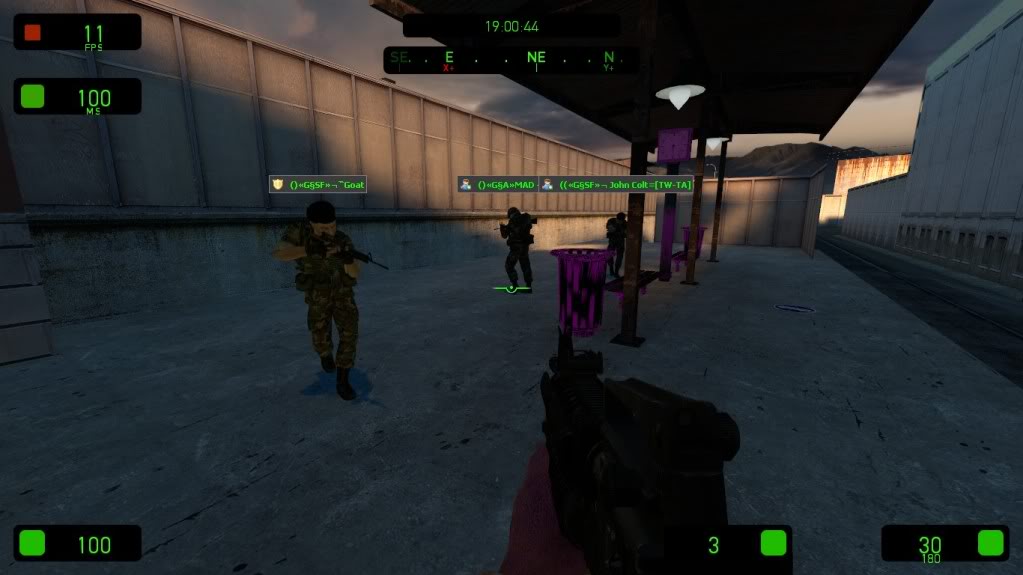 11
FPS
19:00:44
SE. . E . . NE . . N .
X+ Y+
100
MS
()«G§SF»¬˜Goat
()«G§A»MAD
((«G§SF»¬ John Colt=[TW-TA]
100
3
30
180